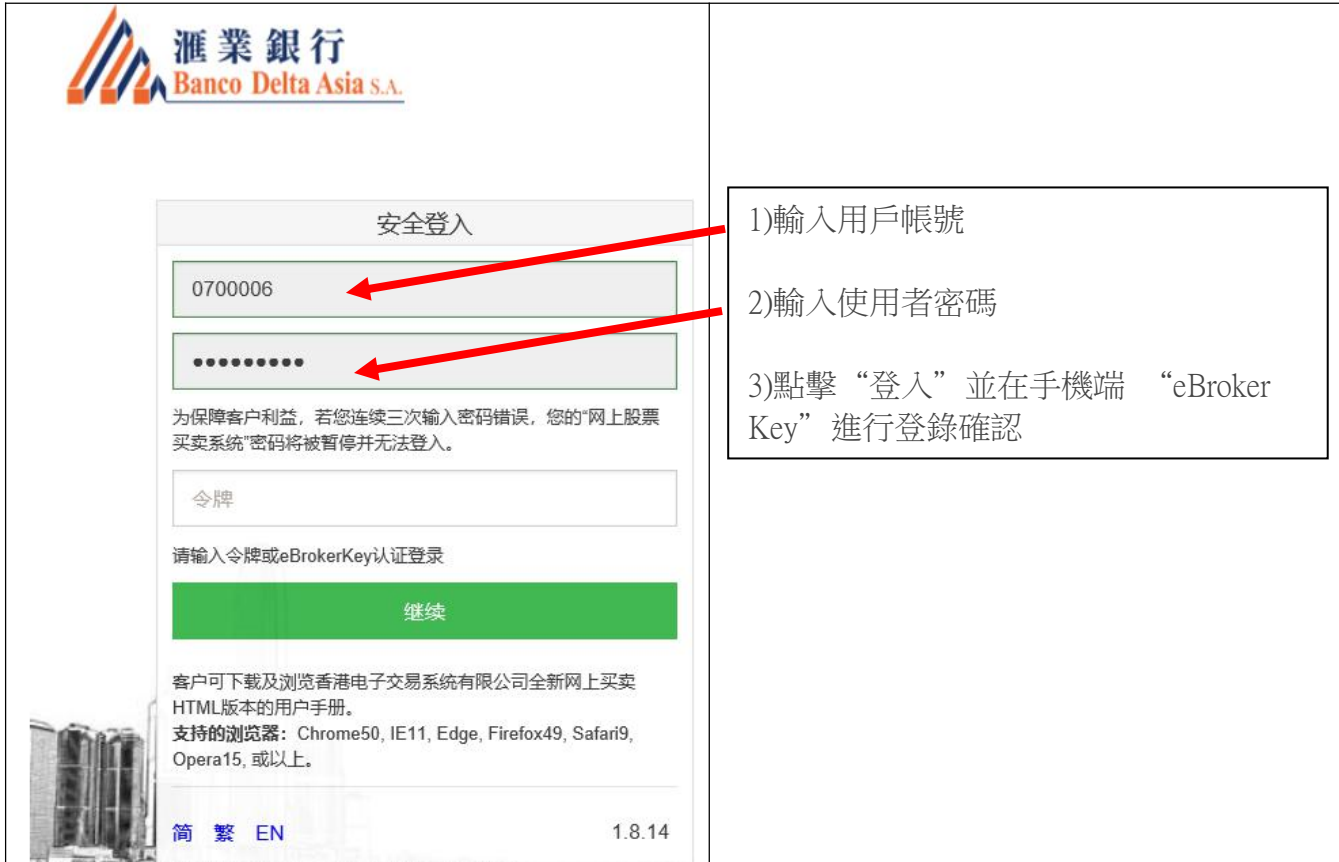 滙業銀行
Banco Delta Asia S.A.
安全登入
0700006
•••••••••
为保障客户利益，若您连续三次输入密码错误，您的“网上股票
买卖系统”密码将被暂停并无法登入。
令牌
请输入令牌或eBrokerKey认证登录
继续
客户可下载及浏览香港电子交易系统有限公司全新网上买卖
HTML版本的用户手册。
支持的浏览器：Chrome50, IE11, Edge, Firefox49, Safari9,
Opera15, 或以上。
简 繁 EN 1.8.14
1)輸入用戶帳號
2)輸入使用者密碼
3)點擊“登入”並在手機端 “eBroker
Key”進行登錄確認